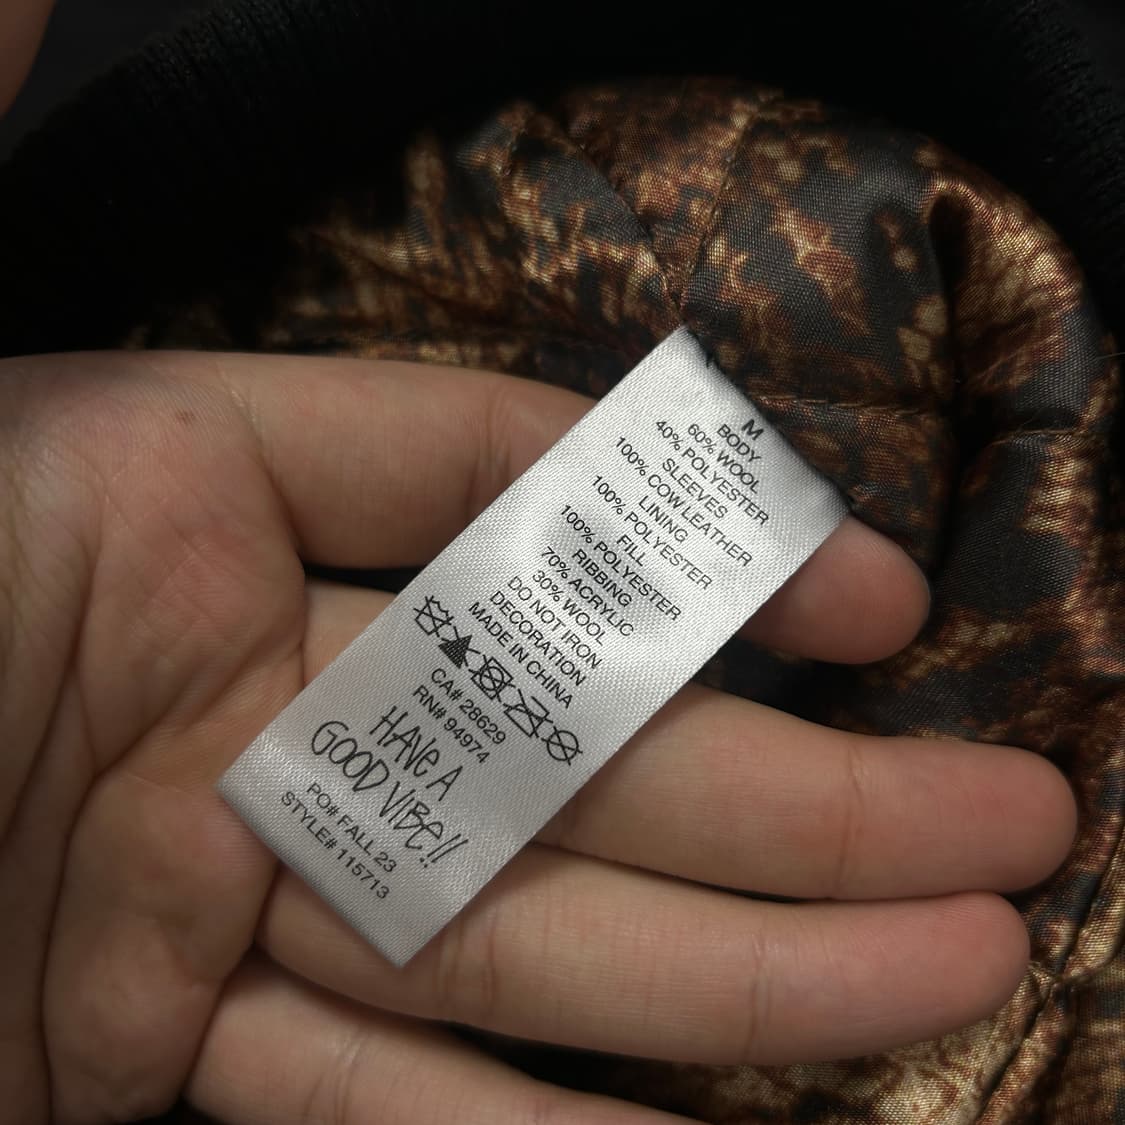 M
BODY
60% WOOL
40% POLYESTER
SLEEVES
100% COW LEATHER
LINING
100% POLYESTER
FILL
100% POLYESTER
RIBBING
70% ACRYLIC
30% WOOL
DO NOT IRON
DECORATION
MADE IN CHINA
CA# 28629
RN# 94974
HAVE A
GOOD VIBE!!
PO# FALL 23
STYLE# 115713